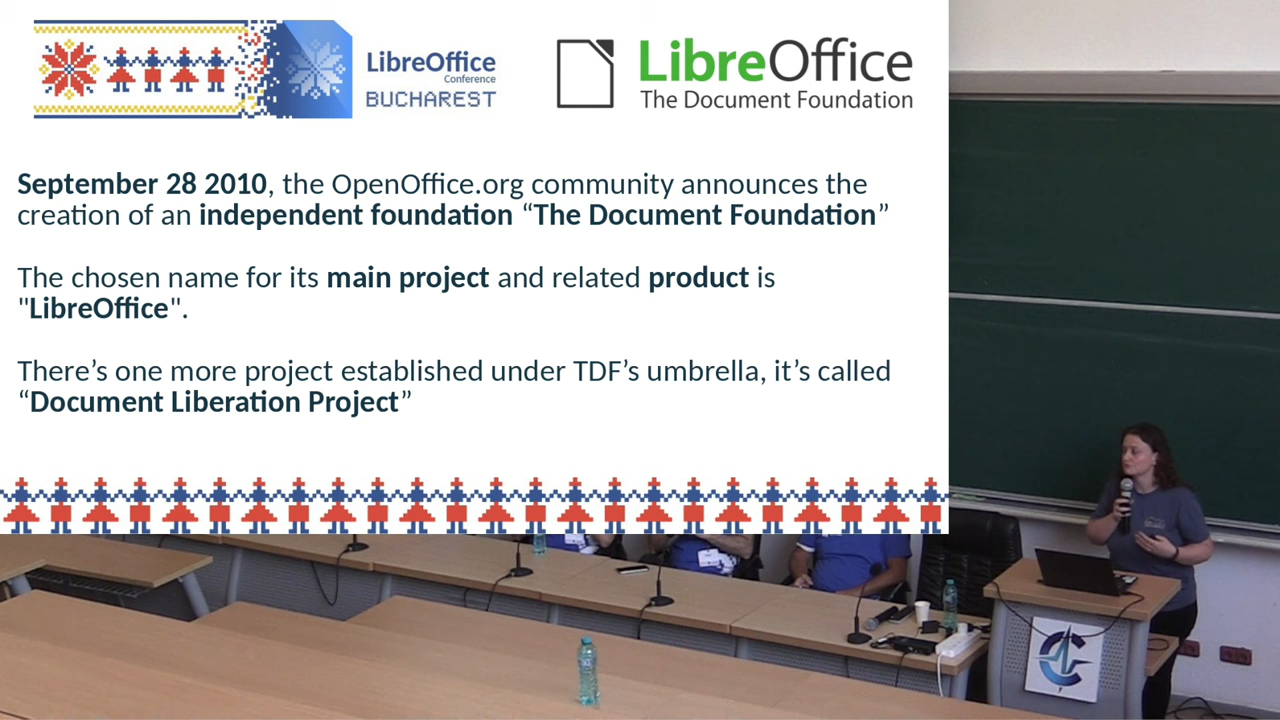 LibreOffice
Conference
BUCHAREST
LibreOffice
The Document Foundation
September 28 2010, the OpenOffice.org community announces the
creation of an independent foundation “The Document Foundation”
The chosen name for its main project and related product is
"LibreOffice".
There’s one more project established under TDF’s umbrella, it’s called
“Document Liberation Project”